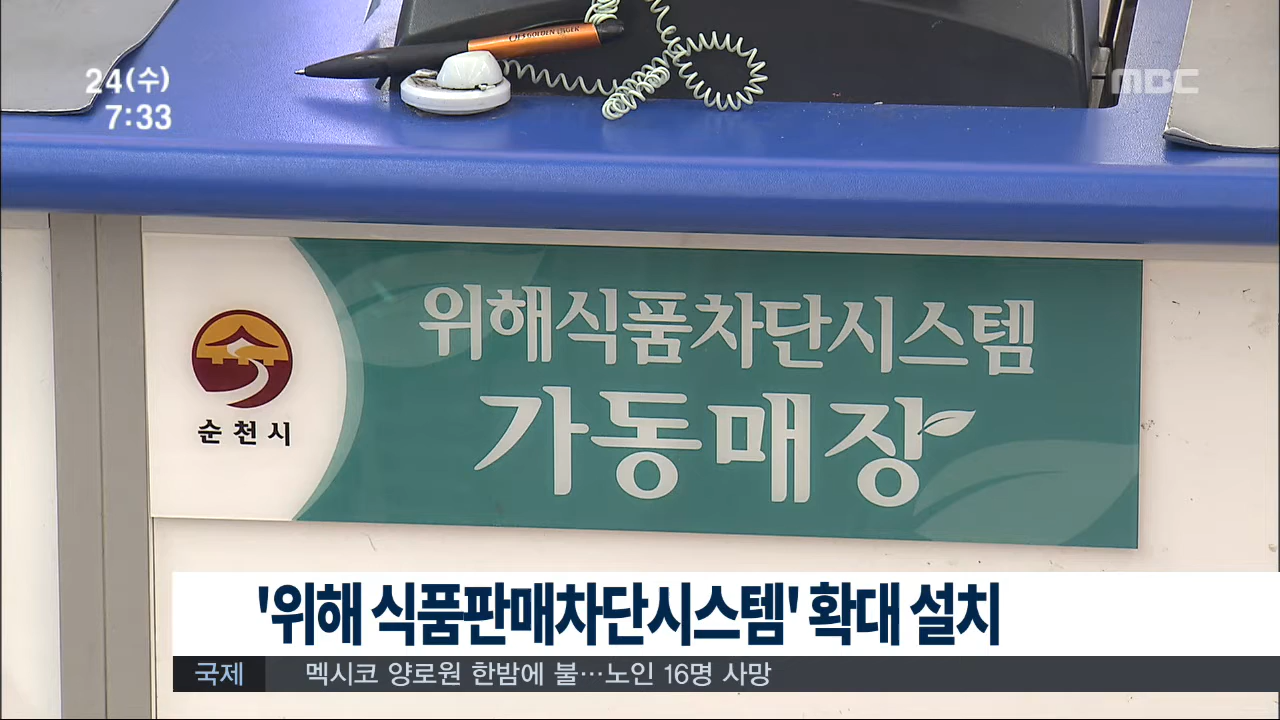 24(수)
7:33
MBC
위해식품차단시스템
가동매장
순천시
'위해 식품판매차단시스템' 확대 설치
국제 멕시코 양로원 한밤에 불…노인 16명 사망